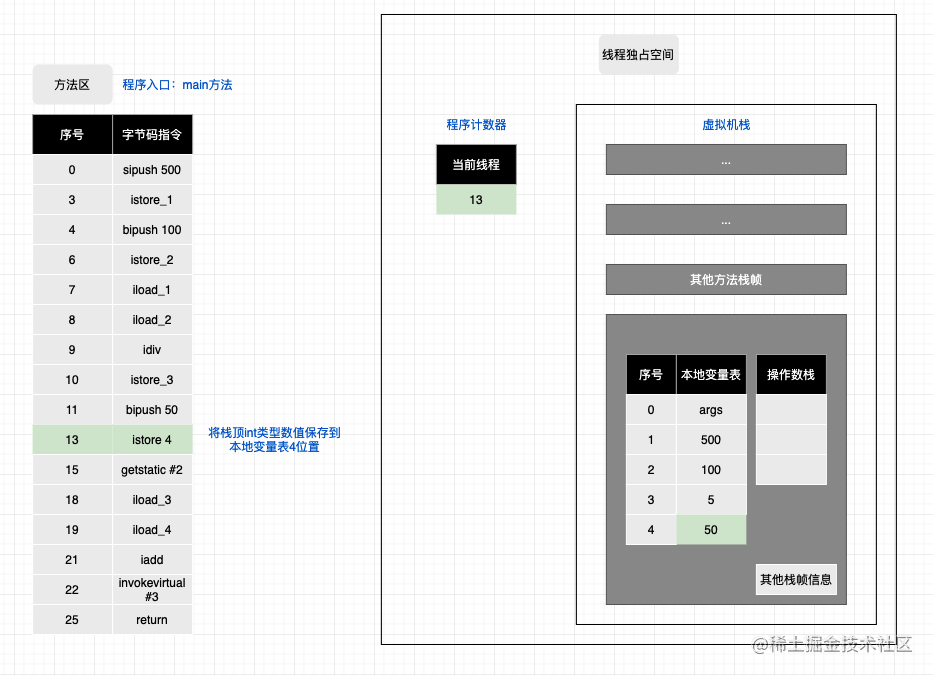 线程独占空间
方法区
程序入口：main方法
序号 字节码指令
0 sipush 500
3 istore_1
4 bipush 100
6 istore_2
7 iload_1
8 iload_2
9 idiv
10 istore_3
11 bipush 50
13 istore 4
15 getstatic #2
18 iload_3
19 iload_4
21 iadd
22 invokevirtual
#3
25 return
将栈顶int类型数值保存到
本地变量表4位置
程序计数器
当前线程
13
虚拟机栈
...
...
其他方法栈帧
序号 本地变量表 操作数栈
0 args
1 500
2 100
3 5
4 50
其他栈帧信息
@稀土掘金技术社区